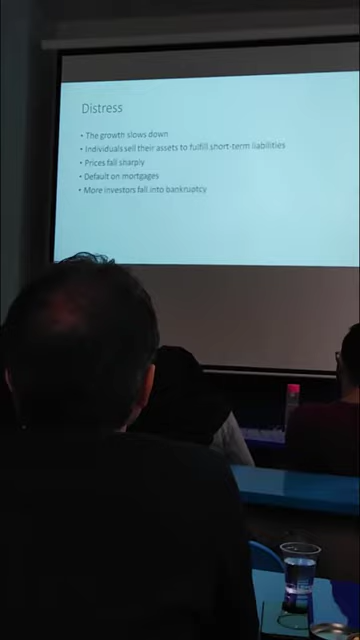 Distress
• The growth slows down
• Individuals sell their assets to fulfill short-term liabilities
• Prices fall sharply
• Default on mortgages
• More investors fall into bankruptcy